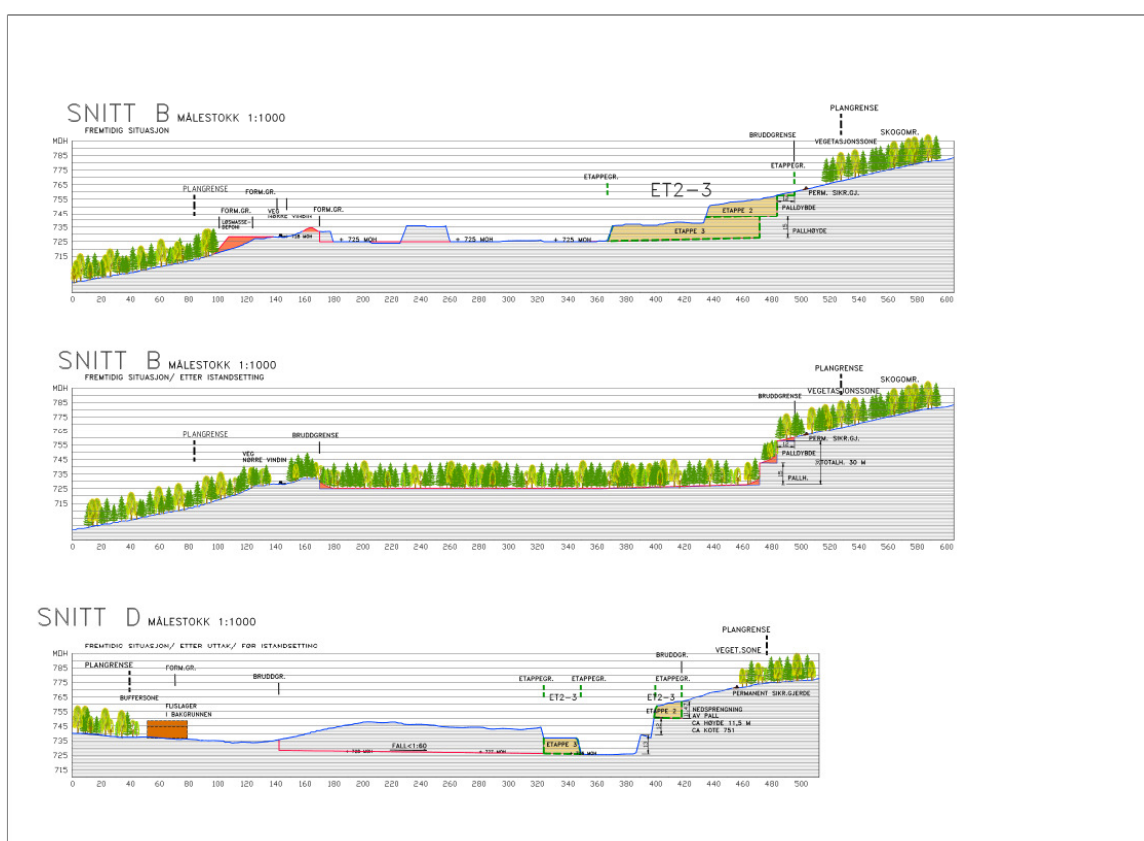 SNITT B MÅLESTOKK 1:1000
FREMTIDIG SITUASJON
PLANGRENSE
BRUDDGRENSE
VEGETASJONSSONE
SKOGOMR.
MOH
785
775
765
755
745
735
725
715
ETAPPEGR.
ETAPPEGR.
ET2-3
PLANGRENSE
FORM.GR.
FORM.GR.
VEG
NØRRE VINDIN
FORM.GR.
LØSMASSE-
DEPONI
+ 725 MOH
+ 725 MOH
+ 725 MOH
ETAPPE 2
ETAPPE 3
PERM. SIKR.GJ.
PALLDYBDE
PALLHØYDE
0 20 40 60 80 100 120 140 160 180 200 220 240 260 280 300 320 340 360 380 400 420 440 460 480 500 520 540 560 580 600
SNITT B MÅLESTOKK 1:1000
FREMTIDIG SITUASJON/ ETTER ISTANDSETTING
PLANGRENSE
SKOGOMR.
VEGETASJONSSONE
BRUDDGRENSE
MOH
785
775
765
755
745
735
725
715
PLANGRENSE
VEG
NØRRE VINDIN
BRUDDGRENSE
PERM. SIKR.GJ.
PALLDYBDE
TOTALH. 30 M
PALLH.
0 20 40 60 80 100 120 140 160 180 200 220 240 260 280 300 320 340 360 380 400 420 440 460 480 500 520 540 560 580 600
SNITT D MÅLESTOKK 1:1000
FREMTIDIG SITUASJON/ ETTER UTTAK/ FØR ISTANDSETTING
PLANGRENSE
VEGET.SONE
BRUDDGR.
MOH
785
775
765
755
745
735
725
715
PLANGRENSE
FORM.GR.
BUFFERSONE
FLISLAGER
I BAKGRUNNEN
BRUDDGR.
ETAPPEGR.
ETAPPEGR.
ET2-3
ETAPPEGR.
ETAPPEGR.
ET2-3
PERMANENT SIKR.GJERDE
ETAPPE 2
NEDSPRENGNING
AV PALL
CA HØYDE 11,5 M
CA KOTE 751
ETAPPE 3
FALL<1:60
0 20 40 60 80 100 120 140 160 180 200 220 240 260 280 300 320 340 360 380 400 420 440 460 480 500